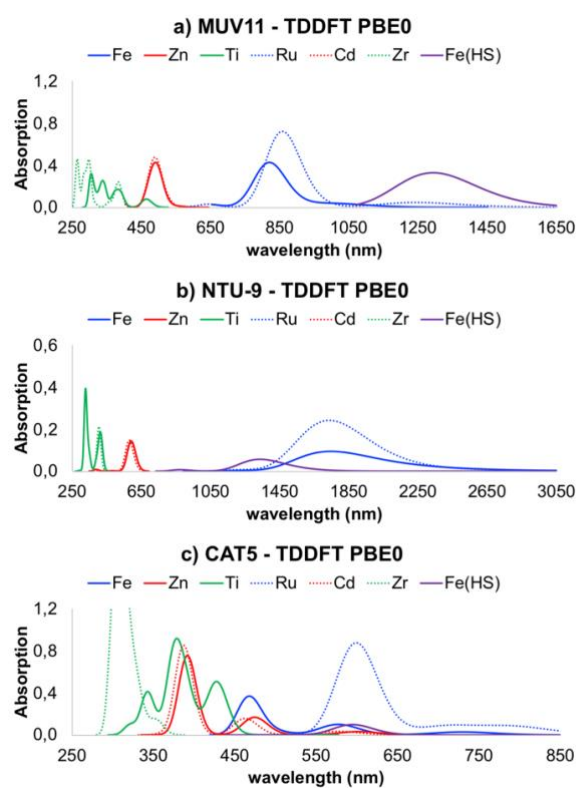 a) MUV11 - TDDFT PBE0
Fe Zn Ti Ru Cd Zr Fe(HS)
1,2
0,8
0,4
0,0
Absorption
250 450 650 850 1050 1250 1450 1650
wavelength (nm)
b) NTU-9 - TDDFT PBE0
Fe Zn Ti Ru Cd Zr Fe(HS)
0,6
0,4
0,2
0,0
Absorption
250 650 1050 1450 1850 2250 2650 3050
wavelength (nm)
c) CAT5 - TDDFT PBE0
Fe Zn Ti Ru Cd Zr Fe(HS)
1,2
0,8
0,4
0,0
Absorption
250 350 450 550 650 750 850
wavelength (nm)